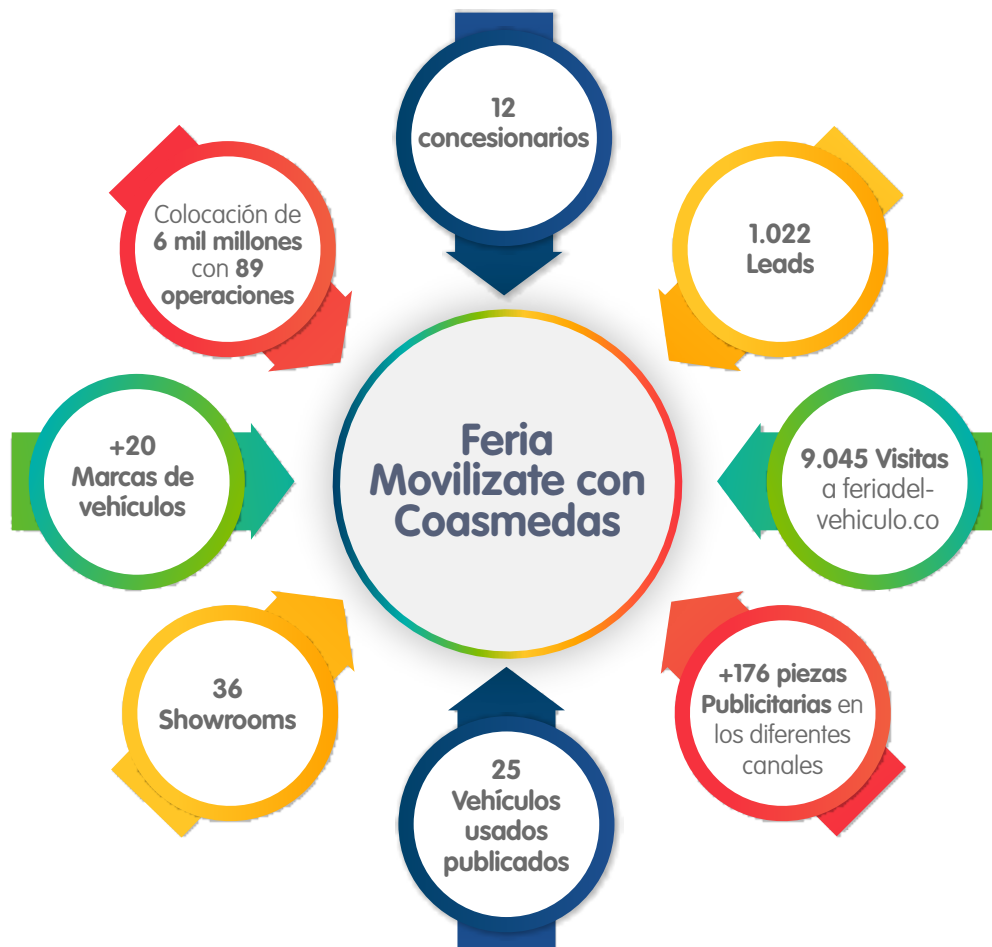 12
concesionarios
1.022
Leads
9.045 Visitas
a feriadel-
vehiculo.co
+176 piezas
Publicitarias en
los diferentes
canales
25
Vehículos
usados
publicados
36
Showrooms
+20
Marcas de
vehículos
Colocación de
6 mil millones
con 89
operaciones
Feria
Movilizate con
Coasmedas